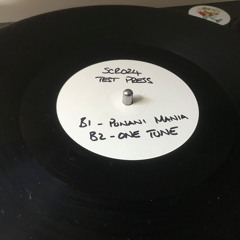 SCR024
TEST PRESS
B1 - PUNANI MANIA
B2 - ONE TUNE